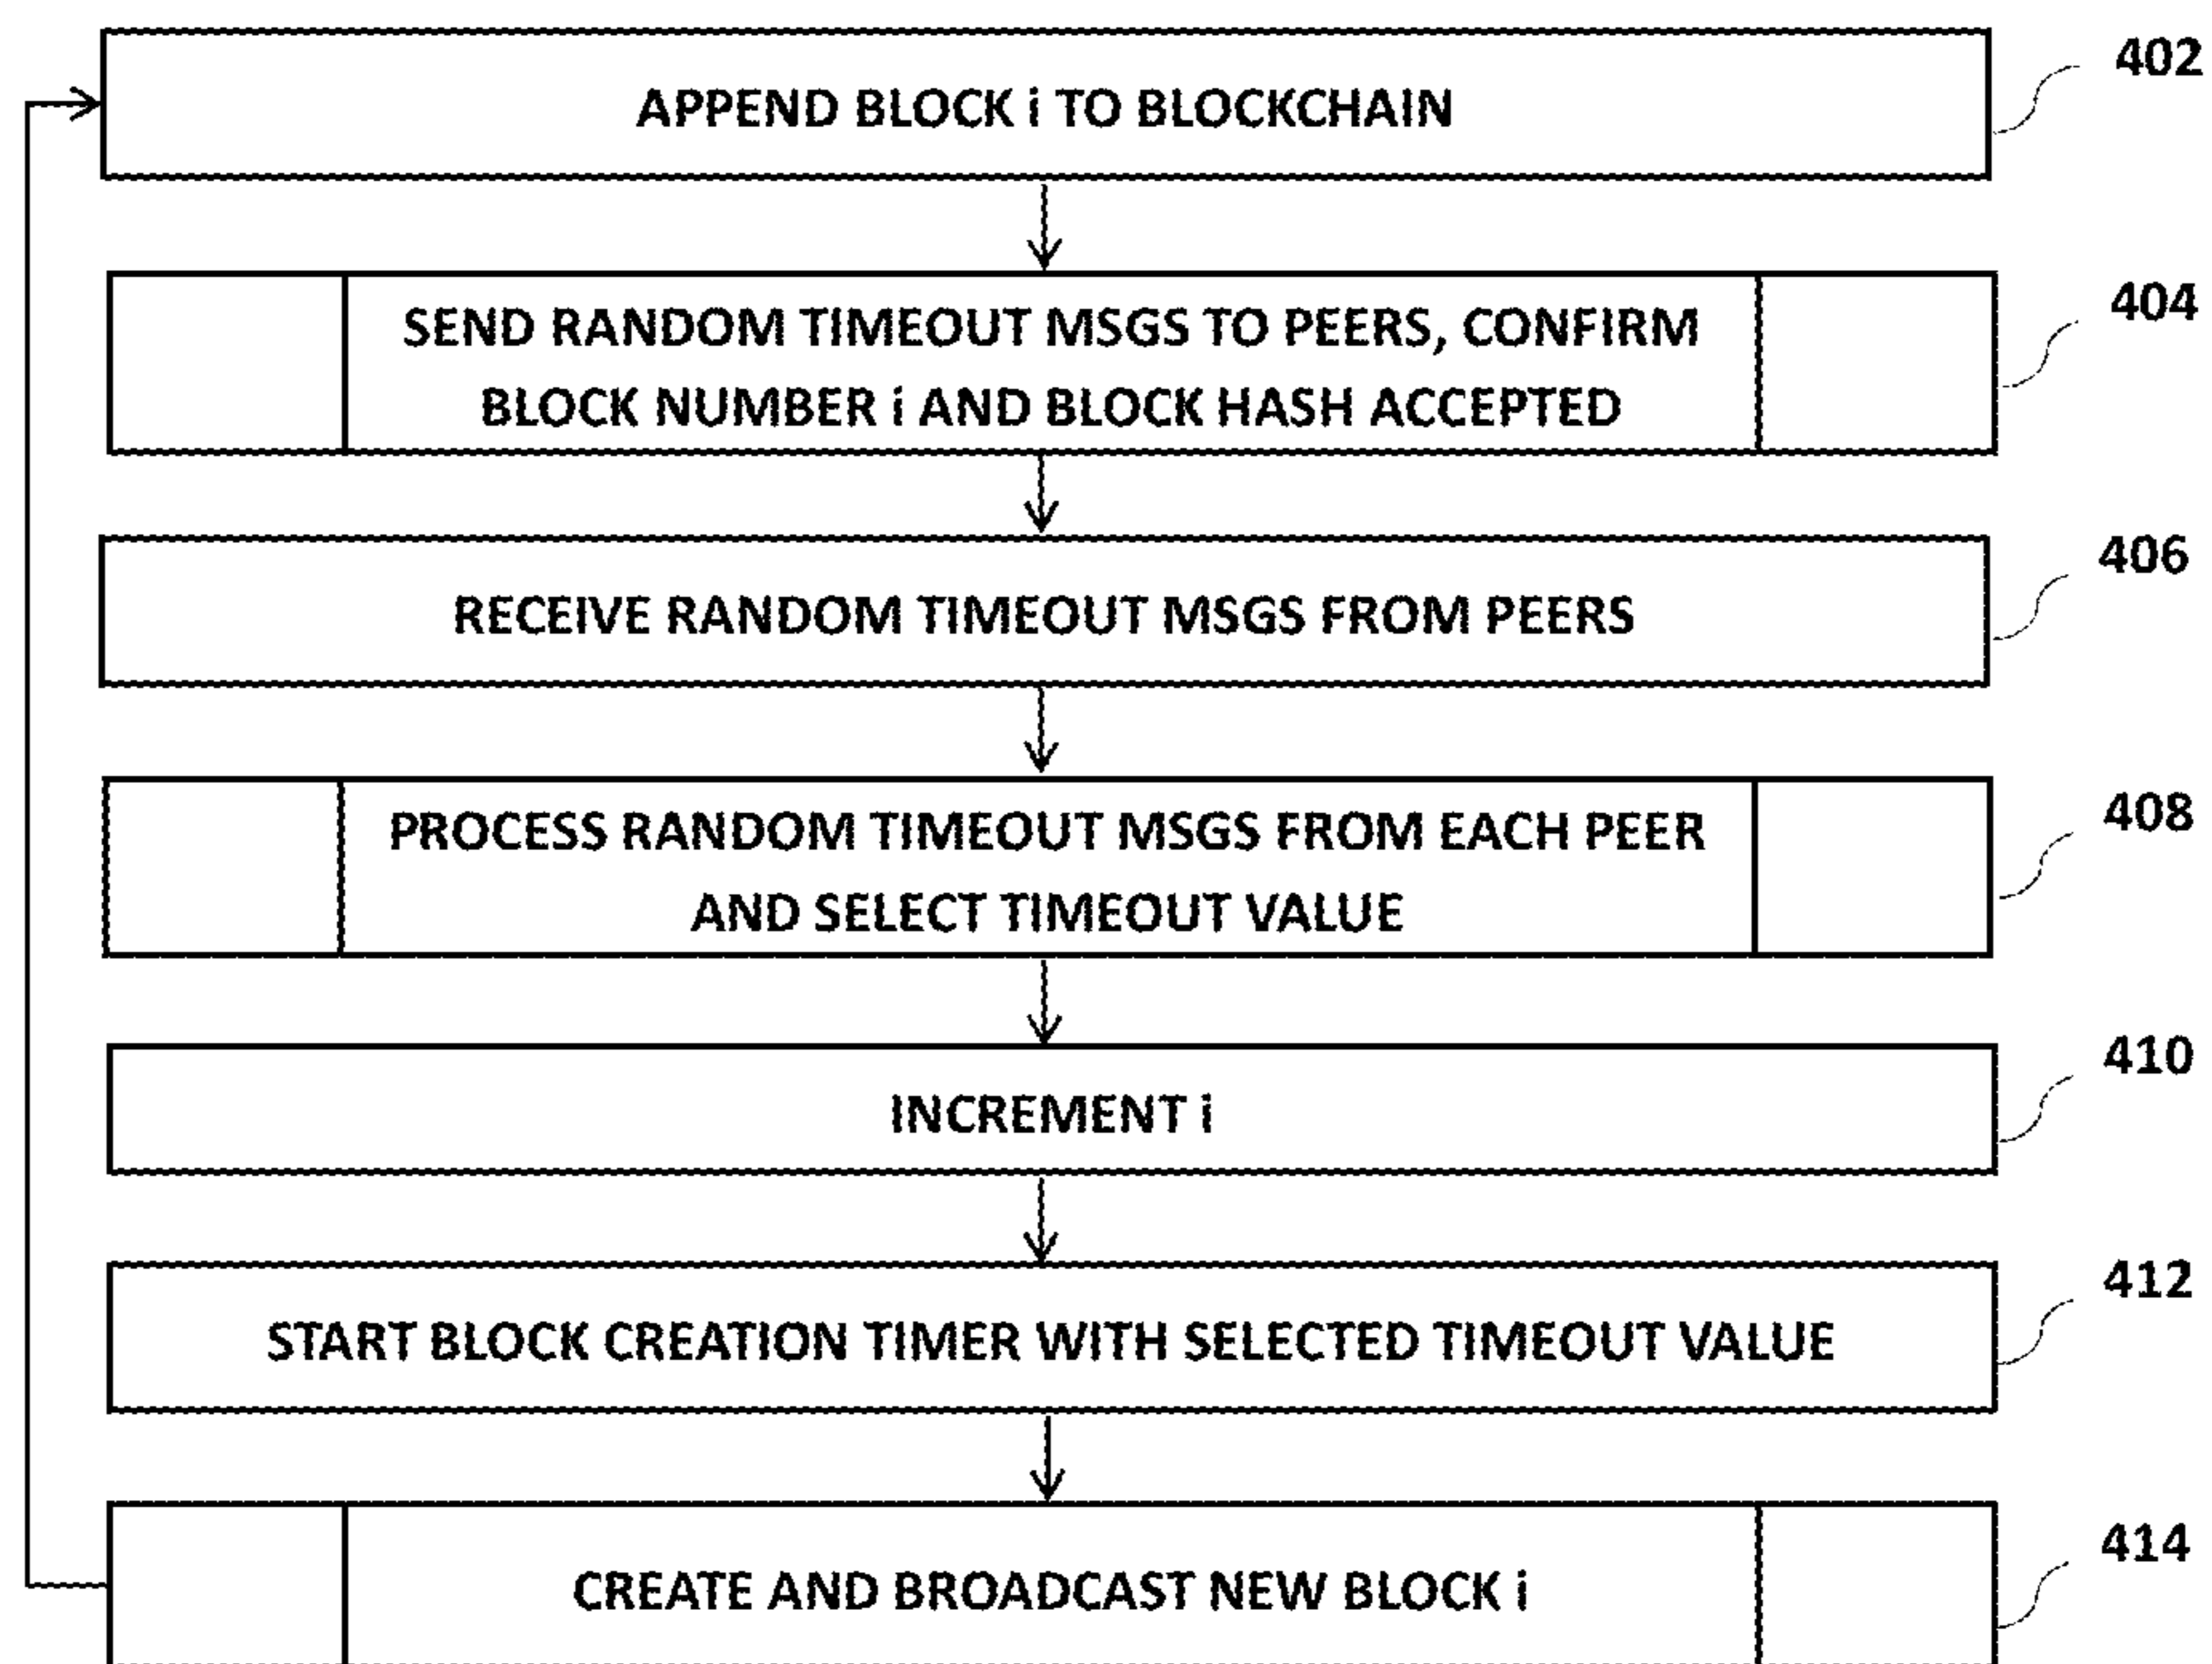 APPEND BLOCK i TO BLOCKCHAIN
402
SEND RANDOM TIMEOUT MSGS TO PEERS, CONFIRM
BLOCK NUMBER i AND BLOCK HASH ACCEPTED
404
RECEIVE RANDOM TIMEOUT MSGS FROM PEERS
406
PROCESS RANDOM TIMEOUT MSGS FROM EACH PEER
AND SELECT TIMEOUT VALUE
408
INCREMENT i
410
START BLOCK CREATION TIMER WITH SELECTED TIMEOUT VALUE
412
CREATE AND BROADCAST NEW BLOCK i
414